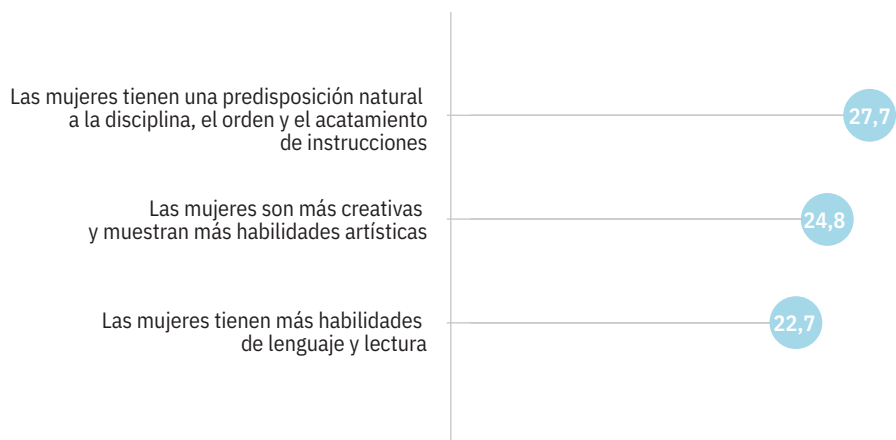 Las mujeres tienen una predisposición natural
a la disciplina, el orden y el acatamiento
de instrucciones
27,7
Las mujeres son más creativas
y muestran más habilidades artísticas
24,8
Las mujeres tienen más habilidades
de lenguaje y lectura
22,7